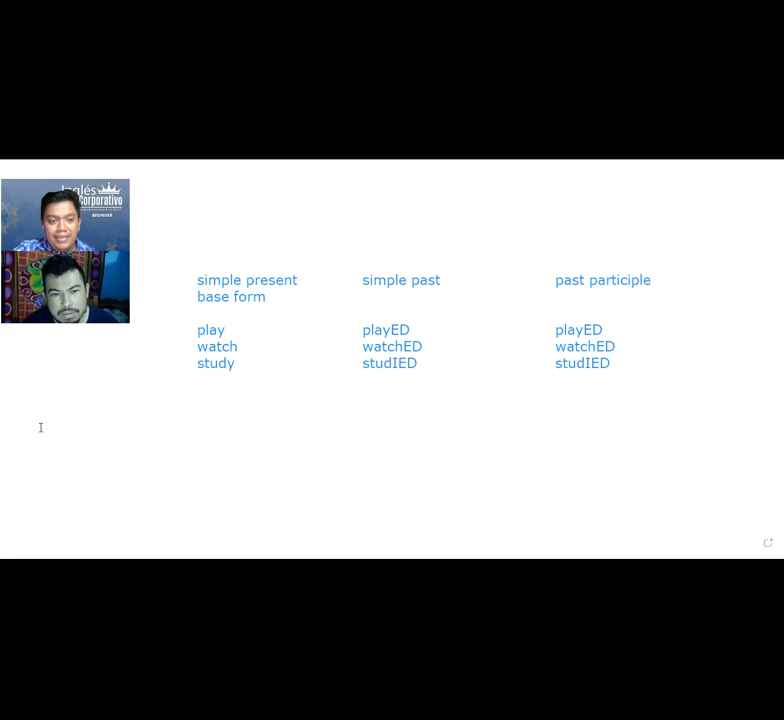 Inglés
Corporativo
BEGINNER
simple present simple past past participle
base form
play playED playED
watch watchED watchED
study studIED studIED